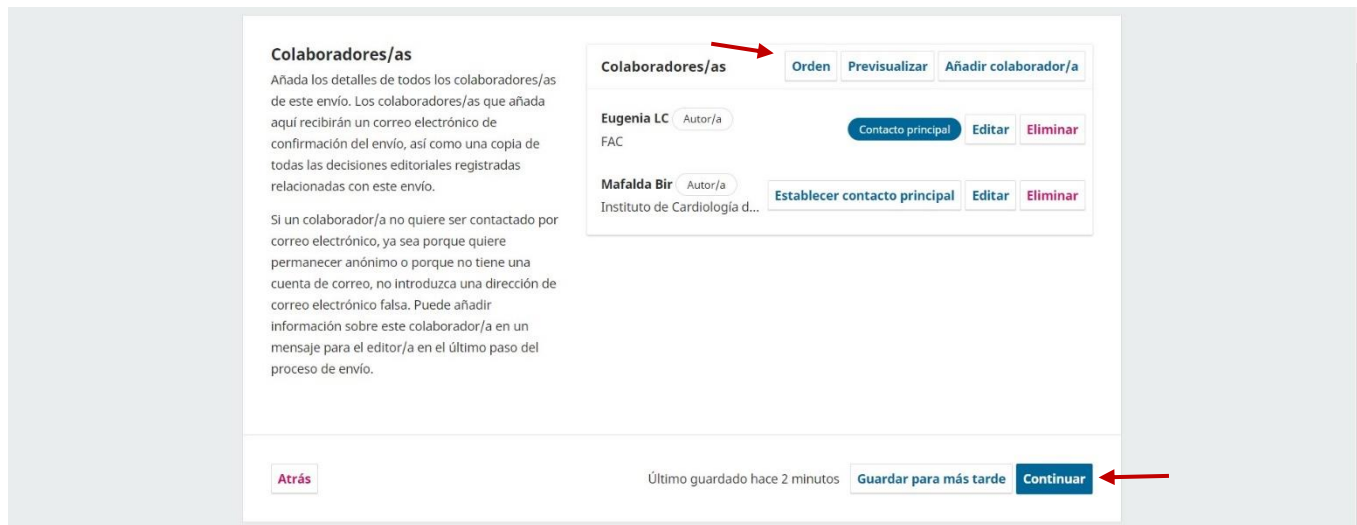 Colaboradores/as
Añada los detalles de todos los colaboradores/as
de este envío. Los colaboradores/as que añada
aquí recibirán un correo electrónico de
confirmación del envío, así como una copia de
todas las decisiones editoriales registradas
relacionadas con este envío.
Si un colaborador/a no quiere ser contactado por
correo electrónico, ya sea porque quiere
permanecer anónimo o porque no tiene una
cuenta de correo, no introduzca una dirección de
correo electrónico falsa. Puede añadir
información sobre este colaborador/a en un
mensaje para el editor/a en el último paso del
proceso de envío.
Colaboradores/as Orden Previsualizar Añadir colaborador/a
Eugenia LC Autor/a Contacto principal Editar Eliminar
FAC
Mafalda Bir Autor/a Establecer contacto principal Editar Eliminar
Instituto de Cardiología d...
Atrás Último guardado hace 2 minutos Guardar para más tarde Continuar